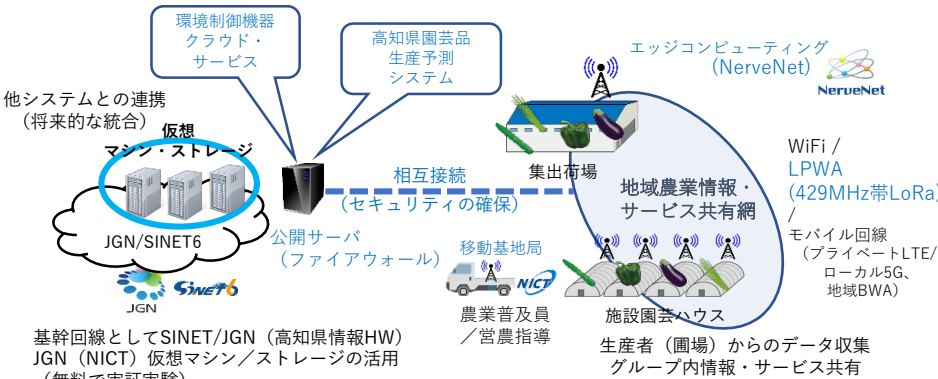 環境制御機器
クラウド・
サービス
高知県園芸品
生産予測
システム
エッジコンピューティング
(NerveNet)
NerveNet
他システムとの連携
（将来的な統合）
仮想
マシン・ストレージ
集出荷場
WiFi /
LPWA
(429MHz帯LoRa)
/
モバイル回線
（プライベートLTE/
ローカル5G、
地域BWA）
相互接続
（セキュリティの確保）
地域農業情報・
サービス共有網
JGN/SINET6
公開サーバ
（ファイアウォール）
移動基地局
NICT
JGN
SINET6
農業普及員
／営農指導
施設園芸ハウス
基幹回線としてSINET/JGN（高知県情報HW）
JGN（NICT）仮想マシン／ストレージの活用
（無料で実証実験）
生産者（圃場）からのデータ収集
グループ内情報・サービス共有